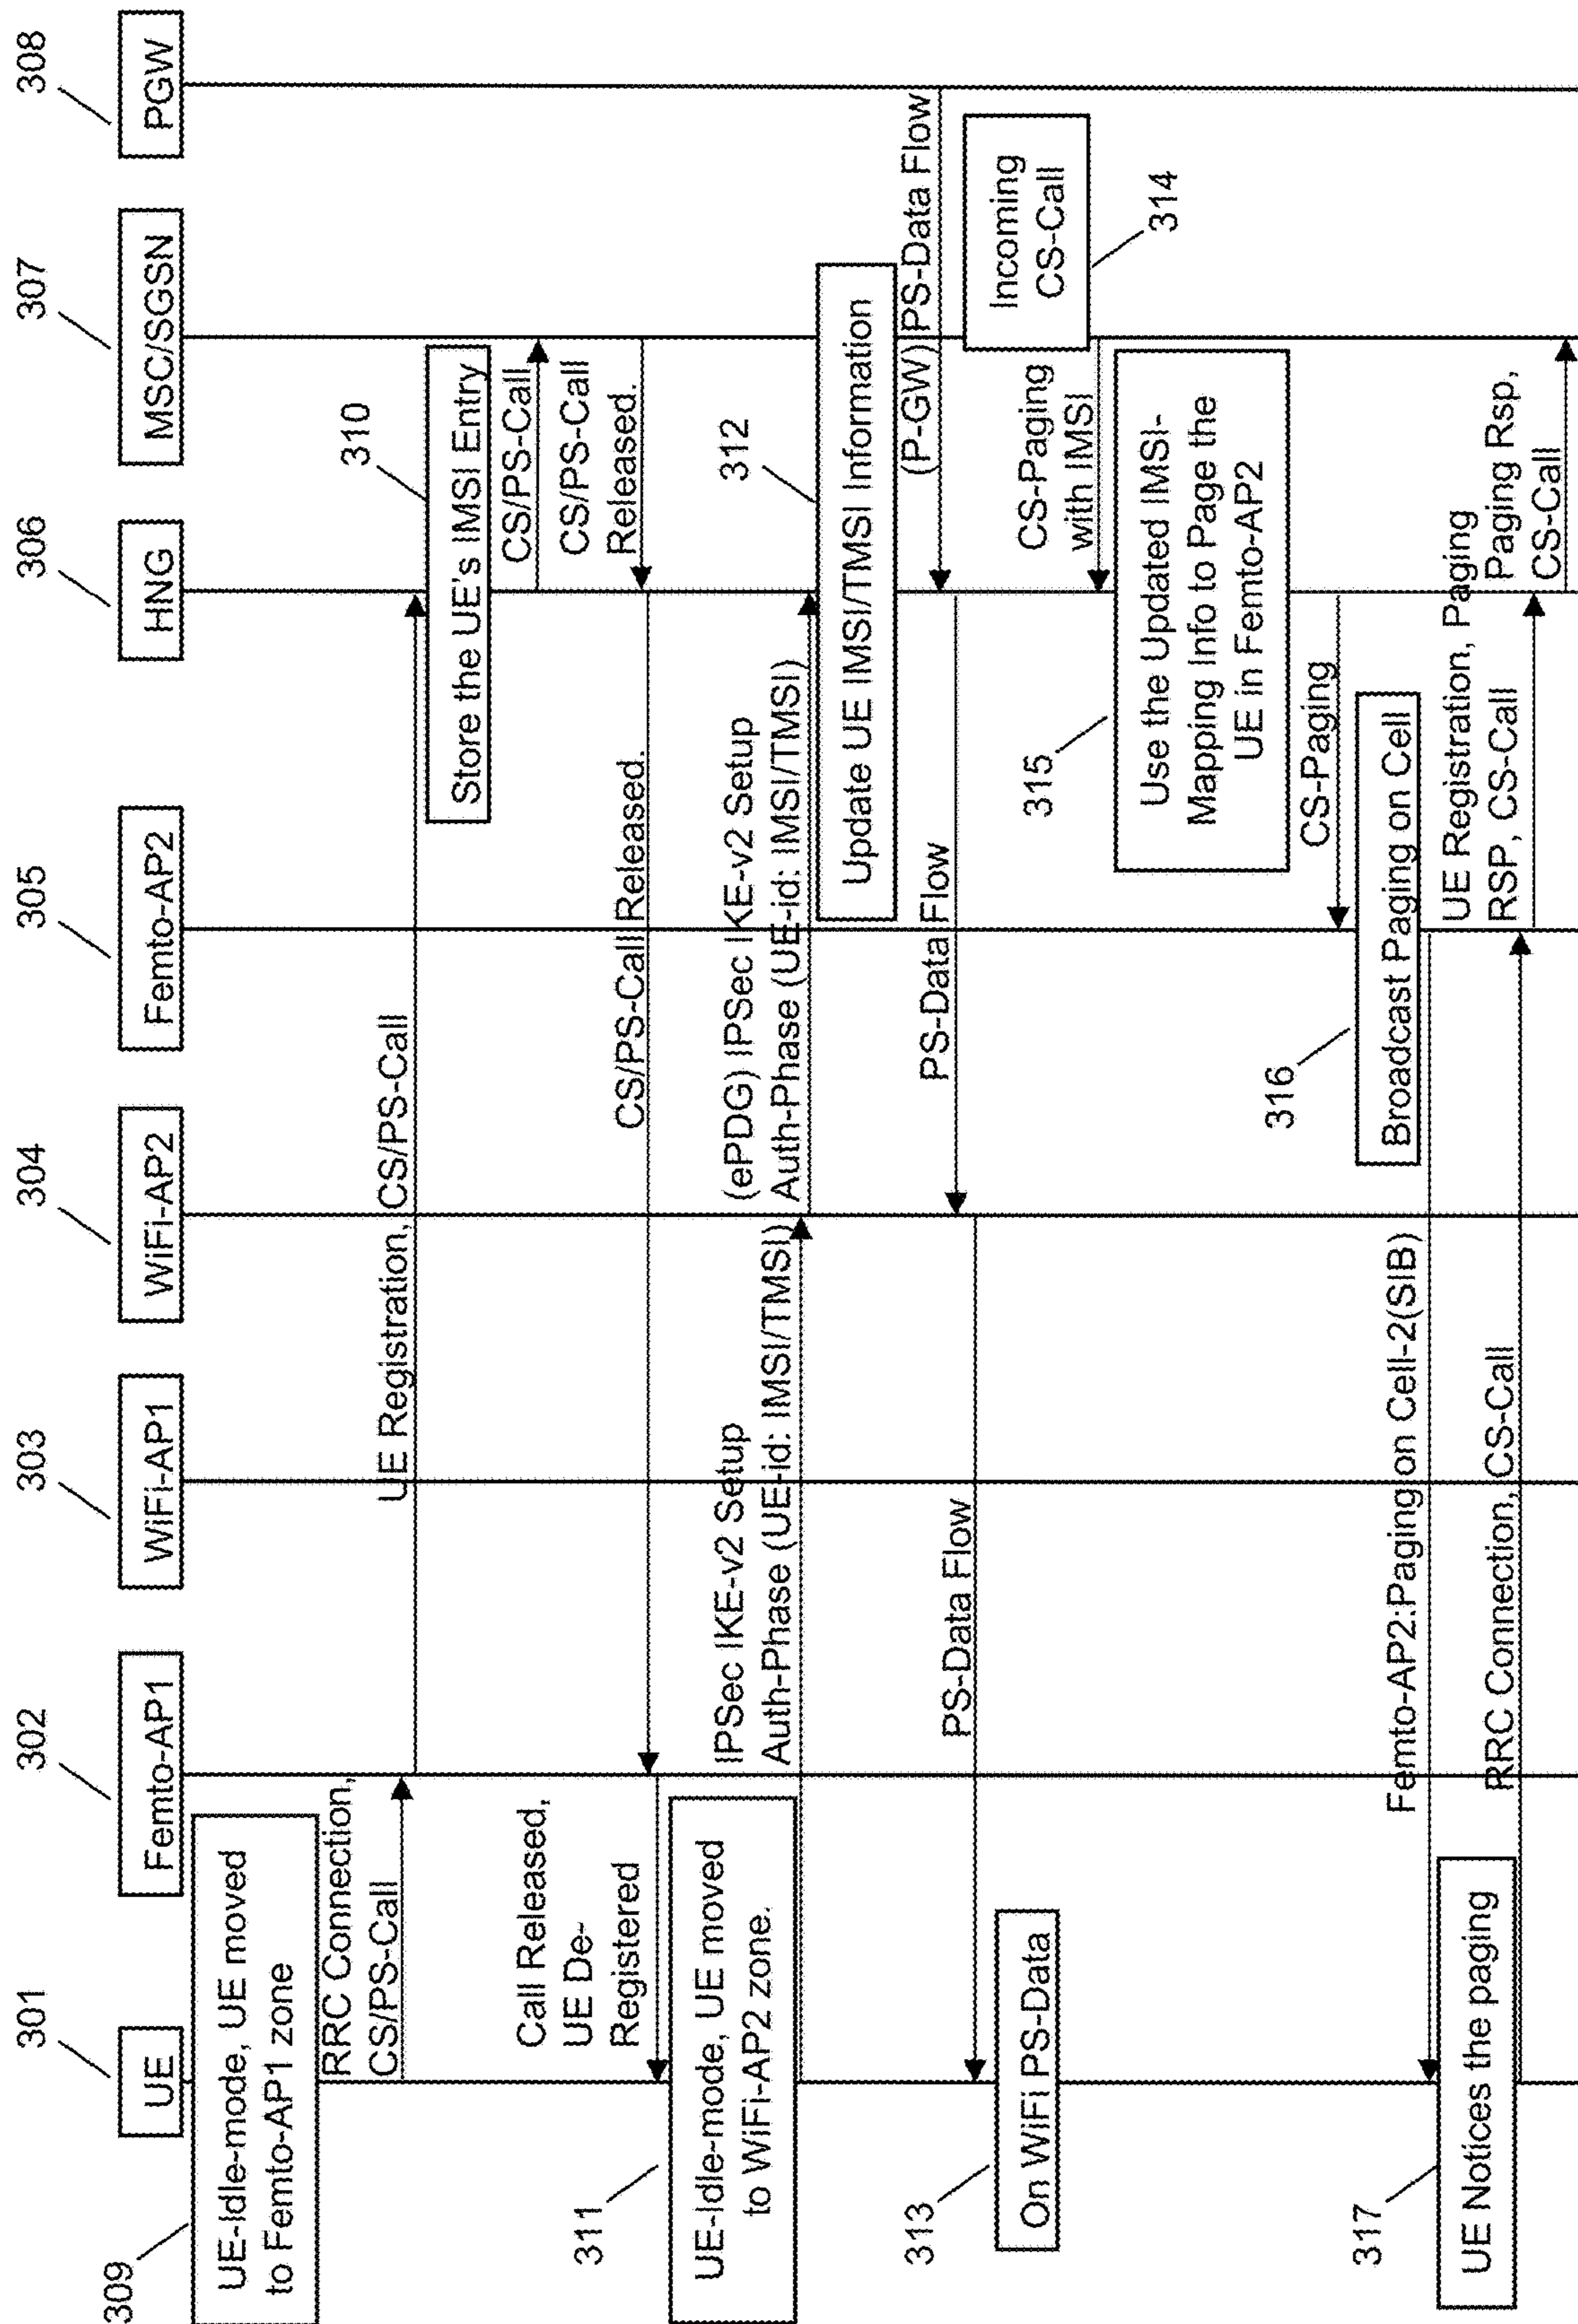 301
302
303
304
305
306
307
308
UE
Femto-AP1
WiFi-AP1
WiFi-AP2
Femto-AP2
HNG
MSC/SGSN
PGW
309
UE-Idle-mode, UE moved
to Femto-AP1 zone
RRC Connection,
CS/PS-Call
UE Registration, CS/PS-Call
310
Store the UE's IMSI Entry
CS/PS-Call
CS/PS-Call
Released.
CS/PS-Call Released.
Call Released,
UE De-
Registered
311
UE-Idle-mode, UE moved
to WiFi-AP2 zone.
IPSec IKE-v2 Setup
Auth-Phase (UE-id: IMSI/TMSI)
(ePDG) IPSec IKE-v2 Setup
Auth-Phase (UE-id: IMSI/TMSI)
312
Update UE IMSI/TMSI Information
(P-GW) PS-Data Flow
PS-Data Flow
PS-Data Flow
313
On WiFi PS-Data
Incoming
CS-Call
314
CS-Paging
with IMSI
315
Use the Updated IMSI-
Mapping Info to Page the
UE in Femto-AP2
CS-Paging
316
Broadcast Paging on Cell
Femto-AP2:Paging on Cell-2(SIB)
317
UE Notices the paging
RRC Connection, CS-Call
UE Registration, Paging
RSP, CS-Call
Paging Rsp,
CS-Call